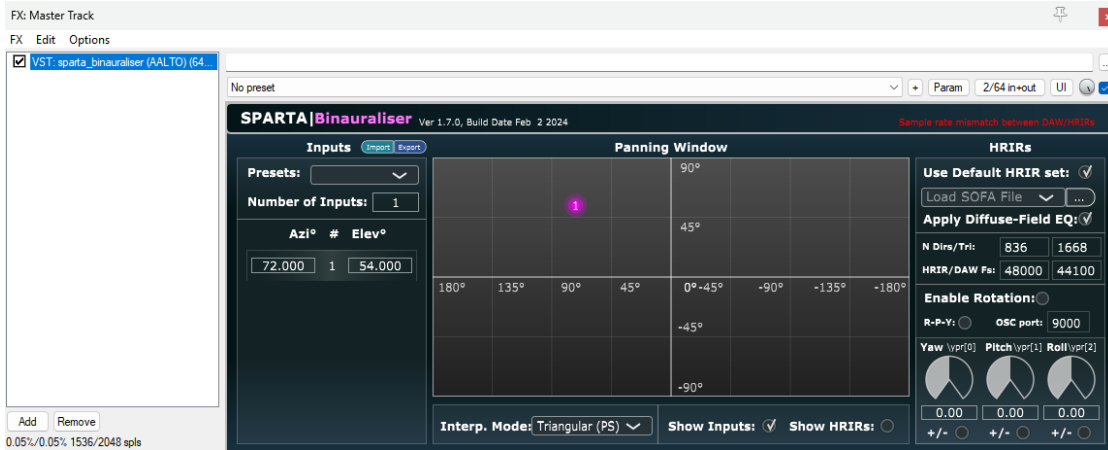 FX: Master Track
FX Edit Options
VST: sparta_binauraliser (AALTO) (64...
...
No preset
+ Param 2/64 in+out UI
SPARTA|Binauraliser Ver 1.7.0, Build Date Feb 2 2024
Sample rate mismatch between DAW/HRIRs
Inputs Import Export
Presets:
Number of Inputs: 1
Azi° # Elev°
72.000 1 54.000
Panning Window
90°
1
45°
180° 135° 90° 45° 0° -45° -90° -135° -180°
-45°
-90°
Interp. Mode: Triangular (PS) Show Inputs: Show HRIRs:
HRIRs
Use Default HRIR set:
Load SOFA File ...
Apply Diffuse-Field EQ:
N Dirs/Tri: 836 1668
HRIR/DAW Fs: 48000 44100
Enable Rotation:
R-P-Y: OSC port: 9000
Yaw \ypr[0] Pitch\ypr[1] Roll\ypr[2]
0.00 0.00 0.00
+/- +/- +/-
Add Remove
0.05%/0.05% 1536/2048 spls